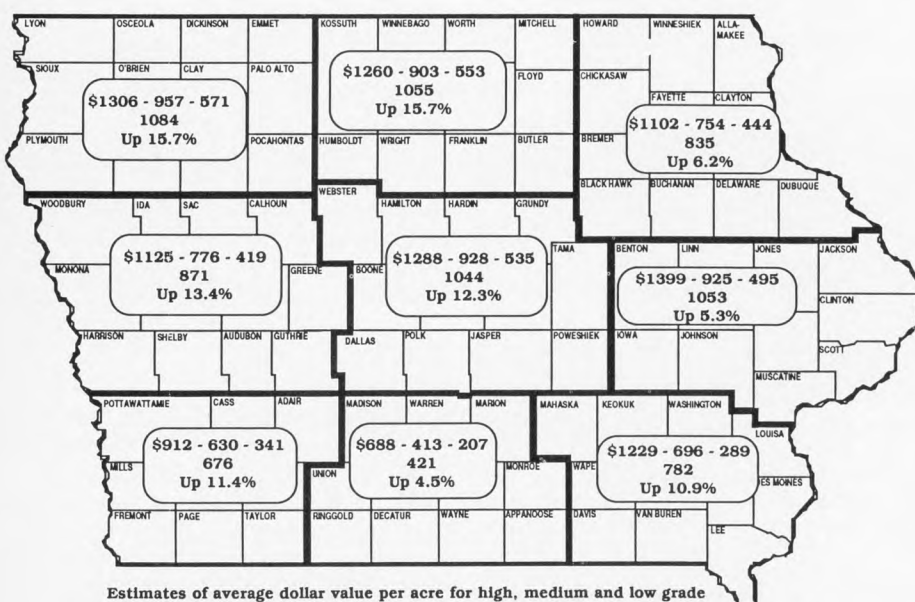 LYON
OSCEOLA
DICKINSON
EMMET
KOSSUTH
WINNEBAGO
WORTH
MITCHELL
HOWARD
WINNESHIEK
ALLA-
MAKEE
SIOUX
O'BRIEN
CLAY
PALO ALTO
$1306 - 957 - 571
1084
Up 15.7%
PLYMOUTH
POCAHONTAS
$1260 - 903 - 553
1055
Up 15.7%
FLOYD
HUMBOLDT
WRIGHT
FRANKLIN
BUTLER
CHICKASAW
FAYETTE
CLAYTON
$1102 - 754 - 444
835
Up 6.2%
BREMER
BLACK HAWK
BUCHANAN
DELAWARE
DUBUQUE
WOODBURY
IDA
SAC
CALHOUN
WEBSTER
HAMILTON
HARDIN
GRUNDY
$1125 - 776 - 419
871
Up 13.4%
MONONA
GREENE
HARRISON
SHELBY
AUDUBON
GUTHRIE
BOONE
$1288 - 928 - 535
1044
Up 12.3%
TAMA
DALLAS
POLK
JASPER
POWESHIEK
BENTON
LINN
JONES
JACKSON
$1399 - 925 - 495
1053
Up 5.3%
CLINTON
IOWA
JOHNSON
SCOTT
MUSCATINE
POTTAWATTAMIE
CASS
ADAIR
$912 - 630 - 341
676
Up 11.4%
MILLS
FREMONT
PAGE
TAYLOR
MADISON
WARREN
MARION
$688 - 413 - 207
421
Up 4.5%
UNION
MONROE
RINGGOLD
DECATUR
WAYNE
APPANOOSE
MAHASKA
KEOKUK
WASHINGTON
LOUISA
$1229 - 696 - 289
782
Up 10.9%
WAPE
ES MOINES
DAVIS
VAN BUREN
LEE
Estimates of average dollar value per acre for high, medium and low grade